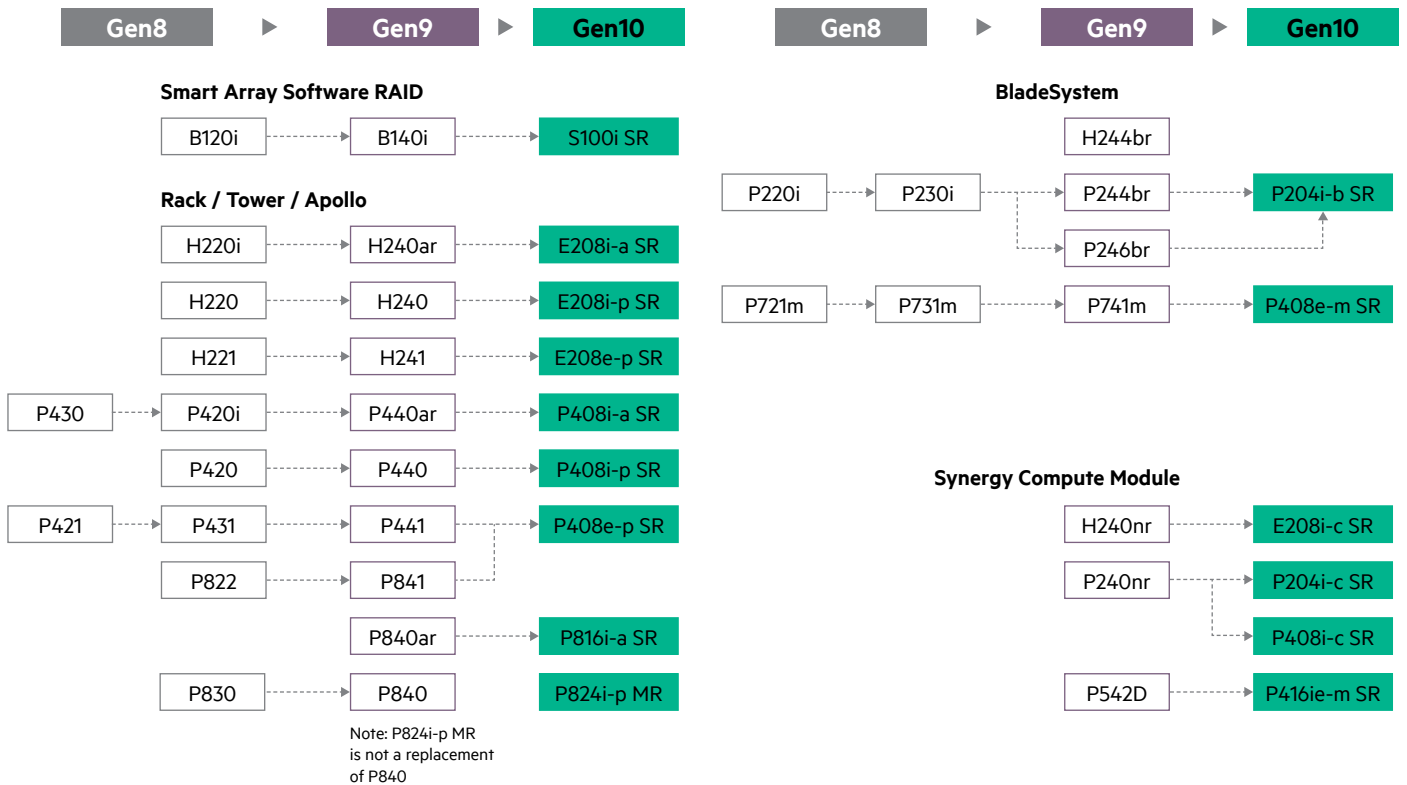 Gen8
Gen9
Gen10
Smart Array Software RAID
B120i
B140i
S100i SR
Rack / Tower / Apollo
H220i
H240ar
E208i-a SR
H220
H240
E208i-p SR
H221
H241
E208e-p SR
P430
P420i
P440ar
P408i-a SR
P420
P440
P408i-p SR
P421
P431
P441
P408e-p SR
P822
P841
P840ar
P816i-a SR
P830
P840
P824i-p MR
Note: P824i-p MR
is not a replacement
of P840
Gen8
Gen9
Gen10
BladeSystem
H244br
P220i
P230i
P244br
P204i-b SR
P246br
P721m
P731m
P741m
P408e-m SR
Synergy Compute Module
H240nr
E208i-c SR
P240nr
P204i-c SR
P408i-c SR
P542D
P416ie-m SR